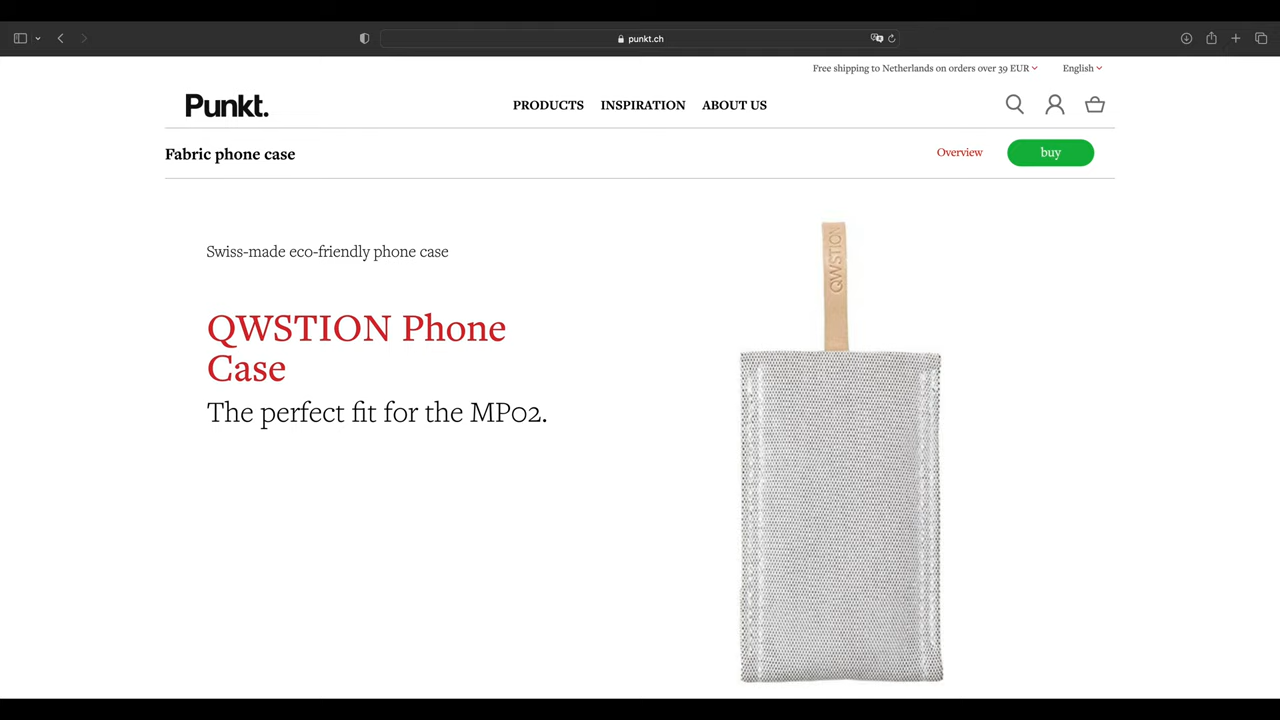 punkt.ch
Free shipping to Netherlands on orders over 39 EUR
English
Punkt.
PRODUCTS
INSPIRATION
ABOUT US
Fabric phone case
Overview
buy
Swiss-made eco-friendly phone case
QWSTION Phone
Case
The perfect fit for the MP02.
QWSTION